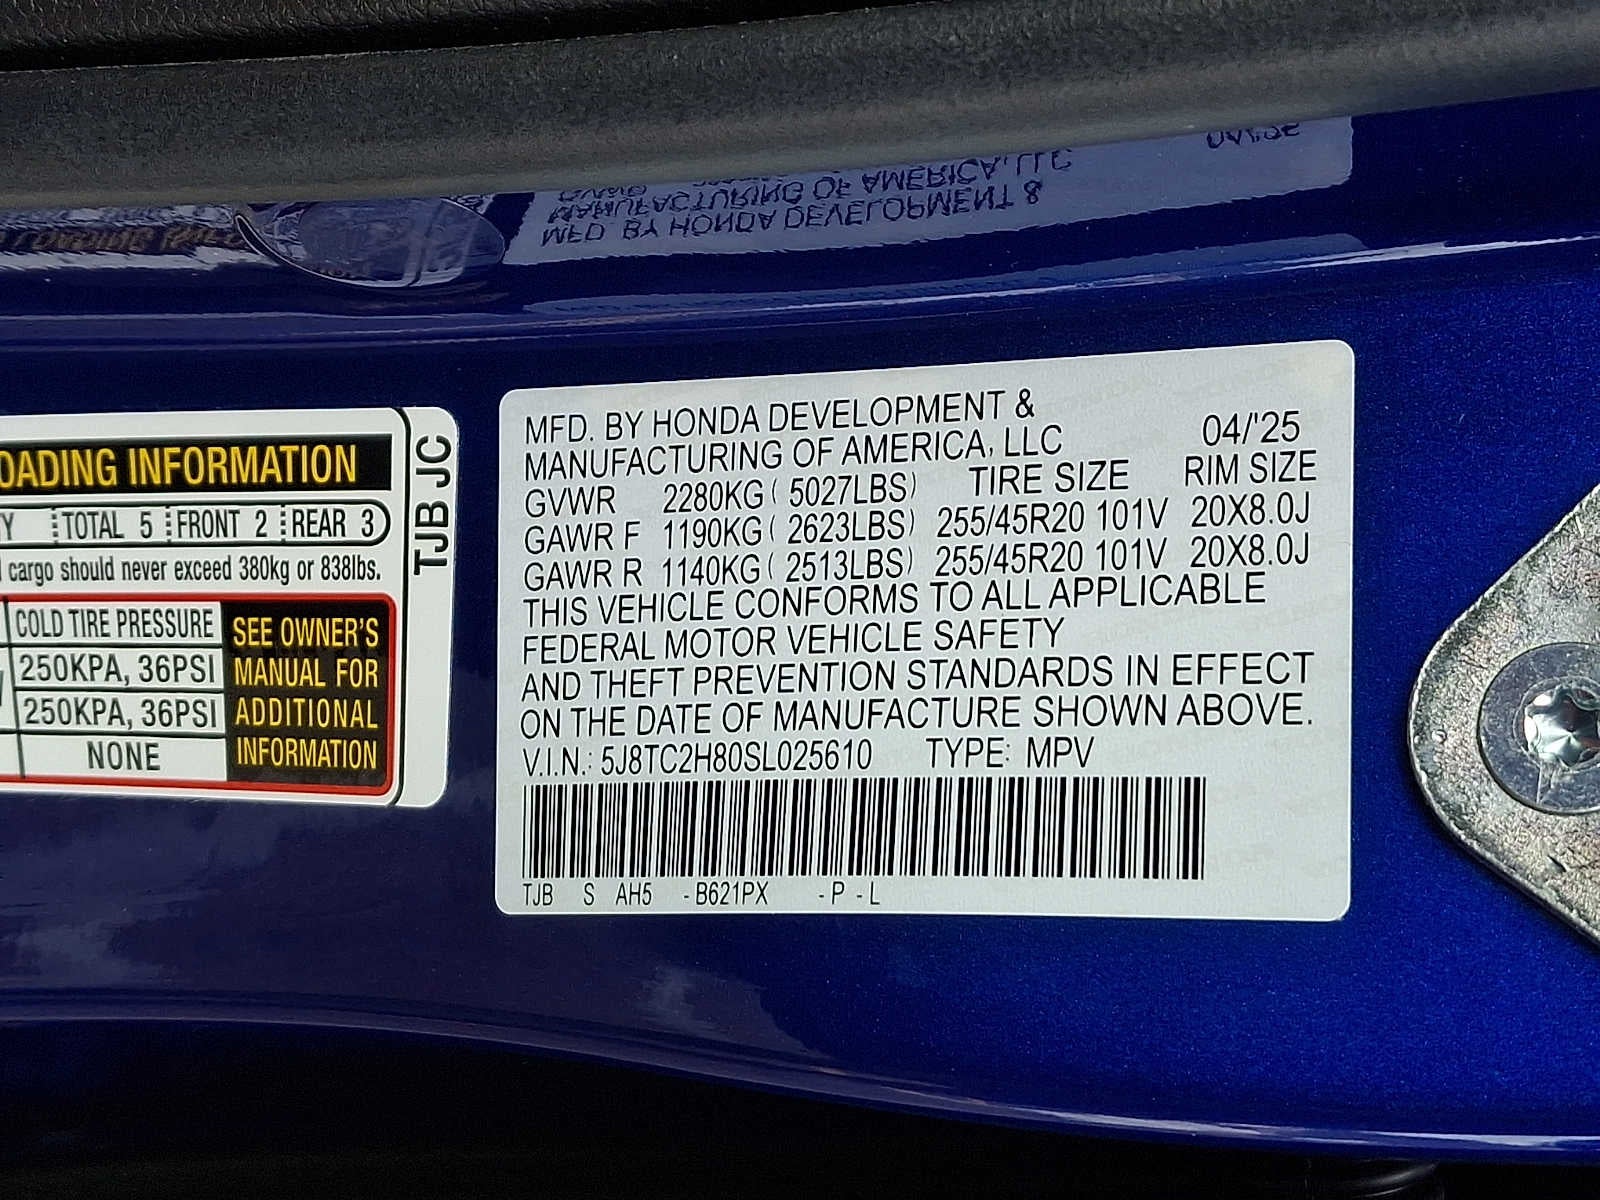 OADING INFORMATION
Y TOTAL 5 FRONT 2 REAR 3
cargo should never exceed 380kg or 838lbs.
COLD TIRE PRESSURE
250KPA, 36PSI
250KPA, 36PSI
NONE
SEE OWNER'S
MANUAL FOR
ADDITIONAL
INFORMATION
TJB JC
MFD. BY HONDA DEVELOPMENT &
MANUFACTURING OF AMERICA, LLC 04/'25
GVWR 2280KG ( 5027LBS) TIRE SIZE RIM SIZE
GAWR F 1190KG ( 2623LBS) 255/45R20 101V 20X8.0J
GAWR R 1140KG ( 2513LBS) 255/45R20 101V 20X8.0J
THIS VEHICLE CONFORMS TO ALL APPLICABLE
FEDERAL MOTOR VEHICLE SAFETY
AND THEFT PREVENTION STANDARDS IN EFFECT
ON THE DATE OF MANUFACTURE SHOWN ABOVE.
V.I.N.: 5J8TC2H80SL025610 TYPE: MPV
TJB S AH5 - B621PX - P - L